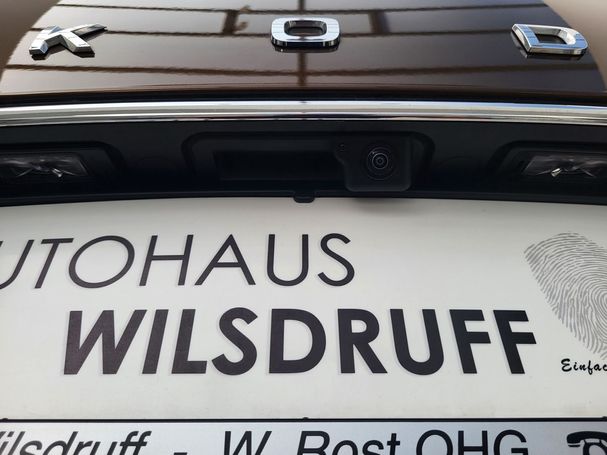 K O D
UTOHAUS
WILSDRUFF
Einfac
ilsdruff - W. Rost OHG